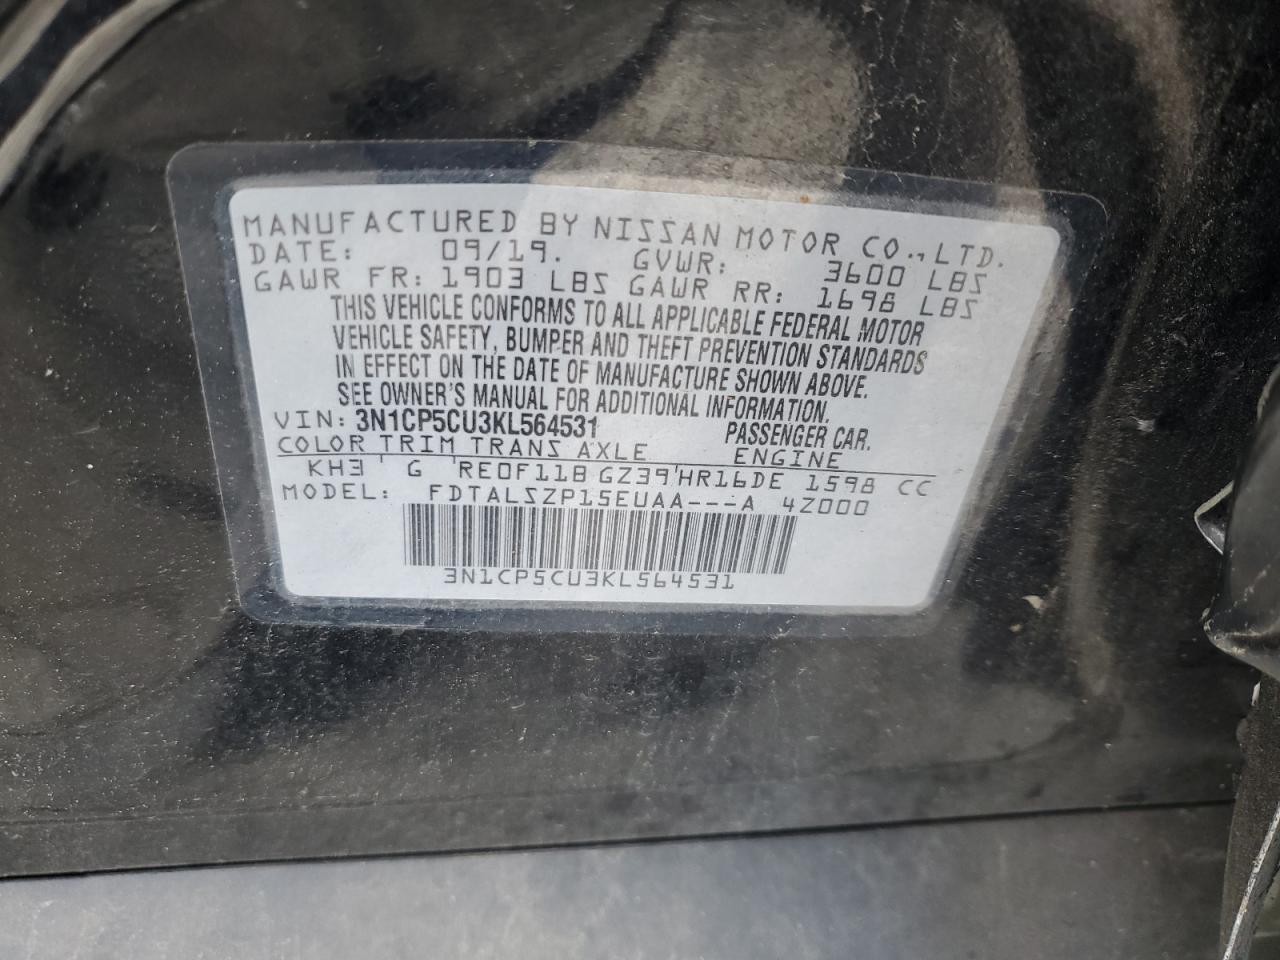 MANUFACTURED BY NISSAN MOTOR CO., LTD.
DATE: 09/19. GVWR: 3600 LBS
GAWR FR: 1903 LBS GAWR RR: 1698 LBS
THIS VEHICLE CONFORMS TO ALL APPLICABLE FEDERAL MOTOR
VEHICLE SAFETY, BUMPER AND THEFT PREVENTION STANDARDS
IN EFFECT ON THE DATE OF MANUFACTURE SHOWN ABOVE.
SEE OWNER'S MANUAL FOR ADDITIONAL INFORMATION.
VIN: 3N1CP5CU3KL564531 PASSENGER CAR.
COLOR TRIM TRANS AXLE ENGINE
KH3 ' G 'RE0F11B GZ39'HR16DE 1598 CC
MODEL: FDTALSZP15EUAA---A 4Z000
3N1CP5CU3KL564531